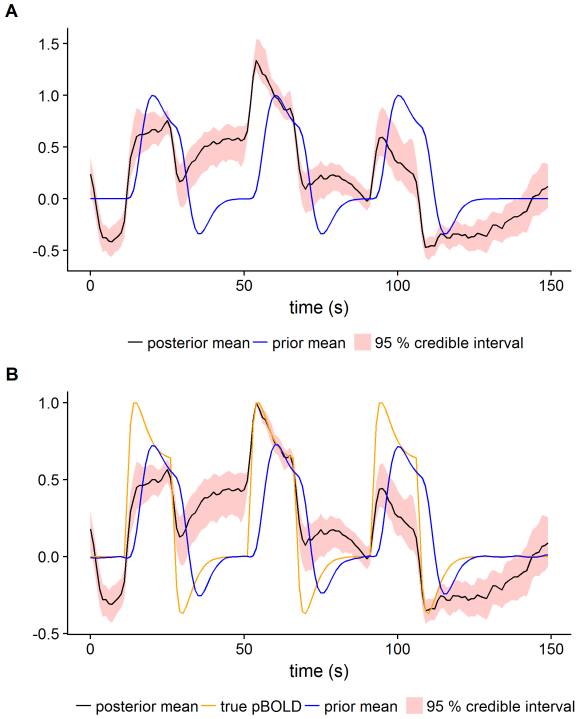 A
1.5
1.0
0.5
0.0
-0.5
0 50 100 150
time (s)
posterior mean prior mean 95 % credible interval
B
1.0
0.5
0.0
-0.5
0 50 100 150
time (s)
posterior mean true pBOLD prior mean 95 % credible interval